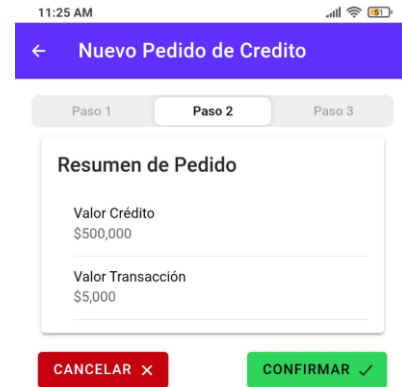 11:25 AM 51
Nuevo Pedido de Credito
Paso 1 Paso 2 Paso 3
Resumen de Pedido
Valor Crédito
$500,000
Valor Transacción
$5,000
CANCELAR CONFIRMAR